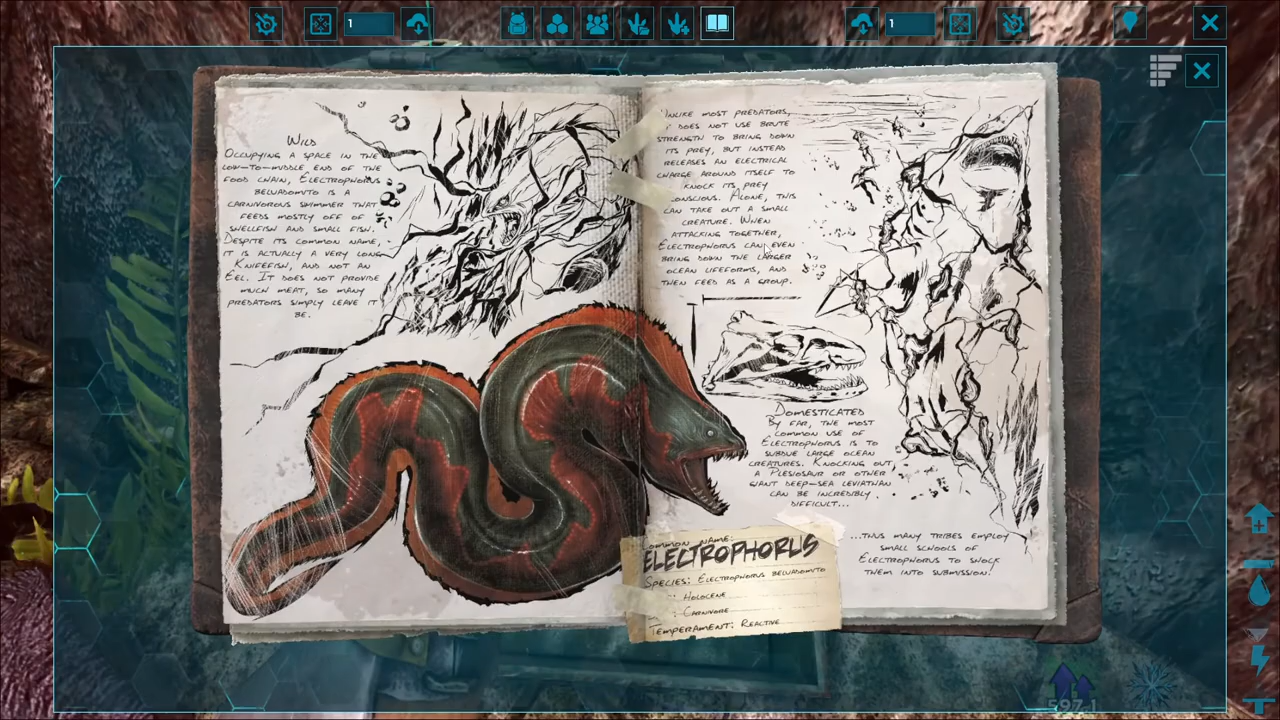 1
1
Wild
Occupying a space in the
low-to-middle end of the
food chain, Electrophorus
beluadomito is a
carnivorous swimmer that
feeds mostly off of
shellfish and small fish.
Despite its common name,
it is actually a very long
Knifefish, and not an
Eel. It does not provide
much meat, so many
predators simply leave it
be.
Unlike most predators,
it does not use brute
strength to bring down
its prey, but instead
releases an electrical
charge around itself to
knock its prey
conscious. Alone, this
can take out a small
creature. When
attacking together,
Electrophorus can even
bring down the larger
ocean lifeforms, and
then feed as a group.
Domesticated
By far, the most
common use of
Electrophorus is to
subdue large ocean
creatures. Knocking out
a Plesiosaur or other
giant deep-sea leviathan
can be incredibly
difficult...
...thus many tribes employ
small schools of
Electrophorus to shock
them into submission.
Common name:
Electrophorus
Species: Electrophorus beluadomito
: Holocene
: Carnivore
Temperament: Reactive
597.1